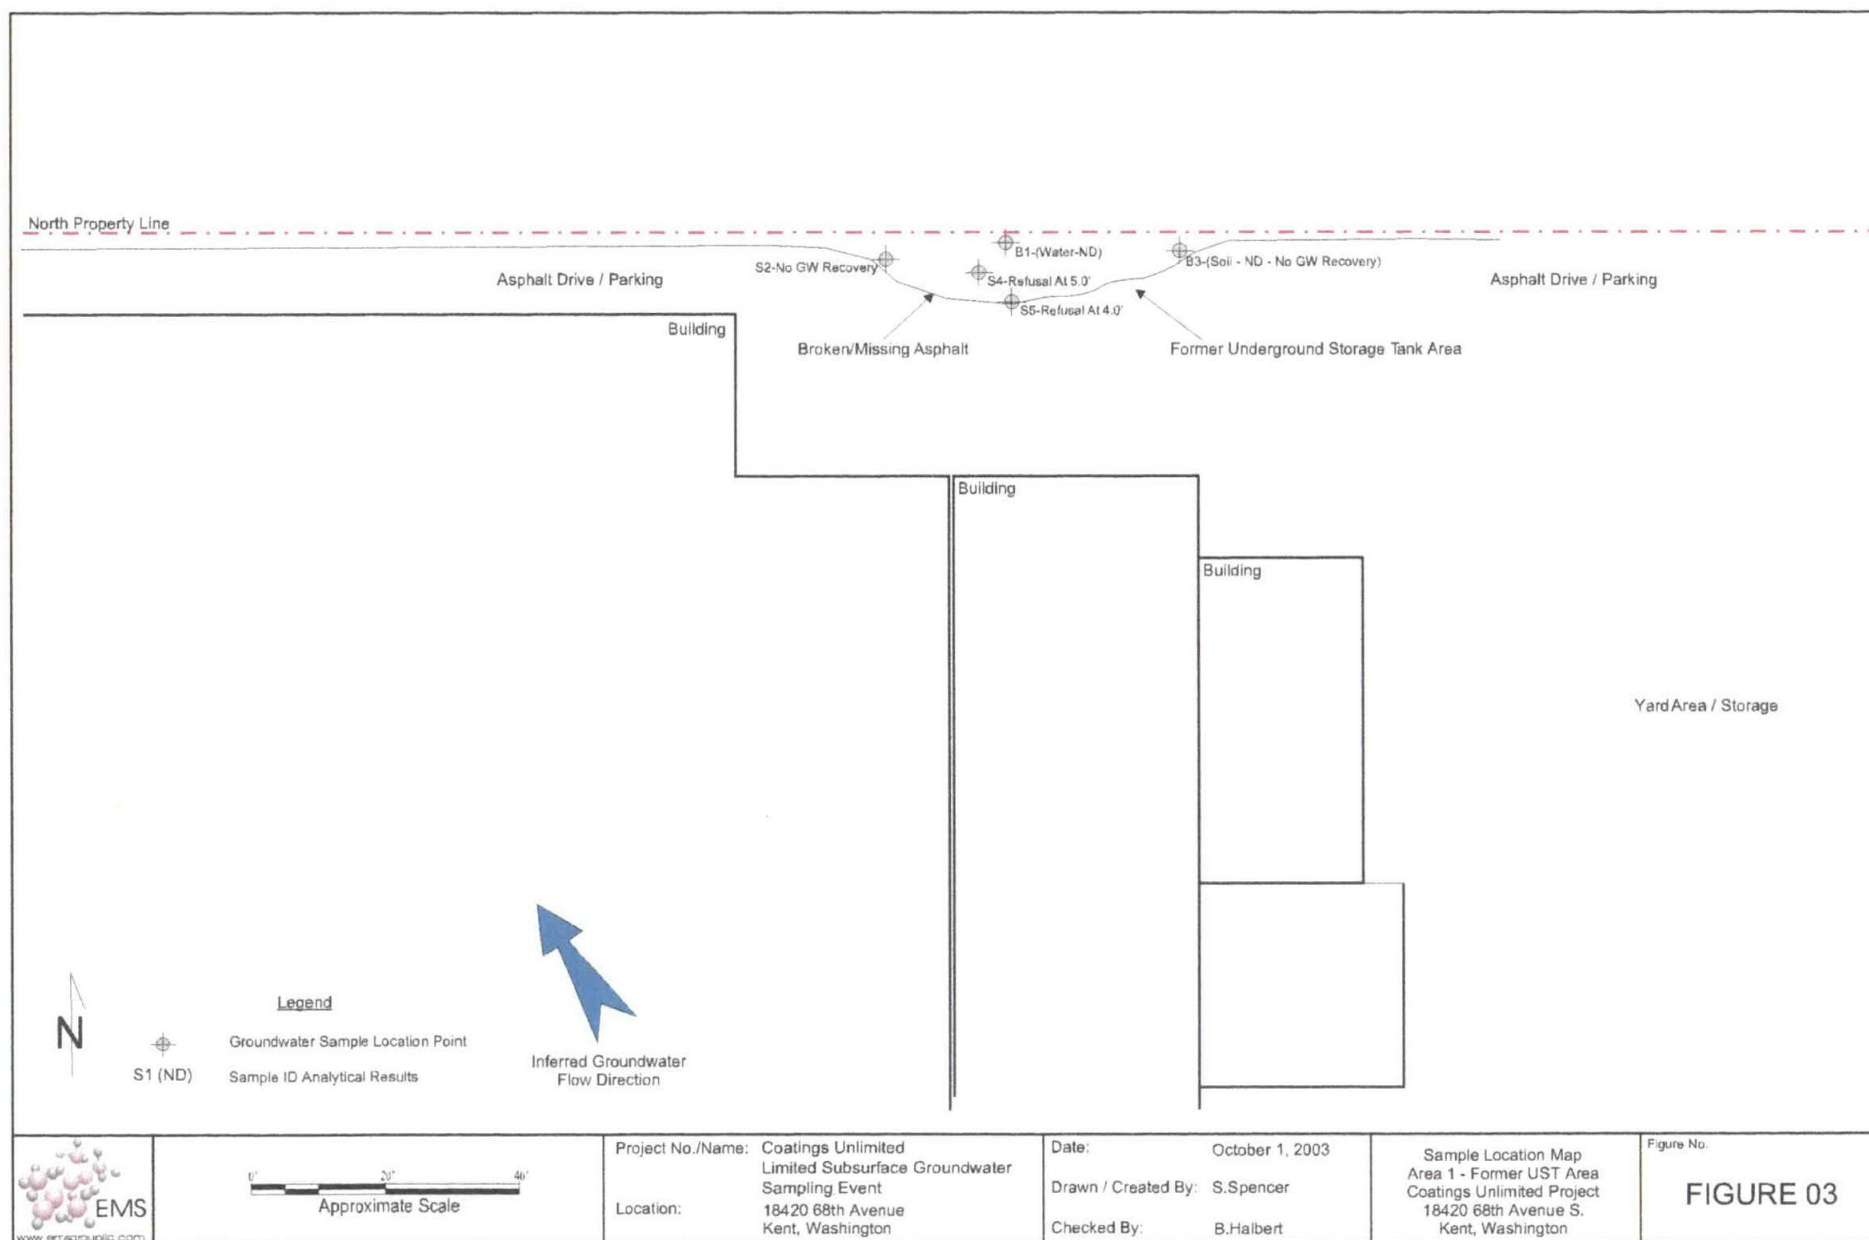 North Property Line
B1-(Water-ND)
S2-No GW Recovery
B3-(Soil - ND - No GW Recovery)
Asphalt Drive / Parking
S4-Refusal At 5.0'
Asphalt Drive / Parking
S5-Refusal At 4.0'
Building
Broken/Missing Asphalt
Former Underground Storage Tank Area
Building
Building
Yard Area / Storage
N
Legend
Groundwater Sample Location Point
S1 (ND) Sample ID Analytical Results
Inferred Groundwater
Flow Direction
EMS
www.emsgroupllc.com
0' 20' 40'
Approximate Scale
Project No./Name: Coatings Unlimited
Limited Subsurface Groundwater
Sampling Event
Location: 18420 68th Avenue
Kent, Washington
Date: October 1, 2003
Drawn / Created By: S.Spencer
Checked By: B.Halbert
Sample Location Map
Area 1 - Former UST Area
Coatings Unlimited Project
18420 68th Avenue S.
Kent, Washington
Figure No.
FIGURE 03